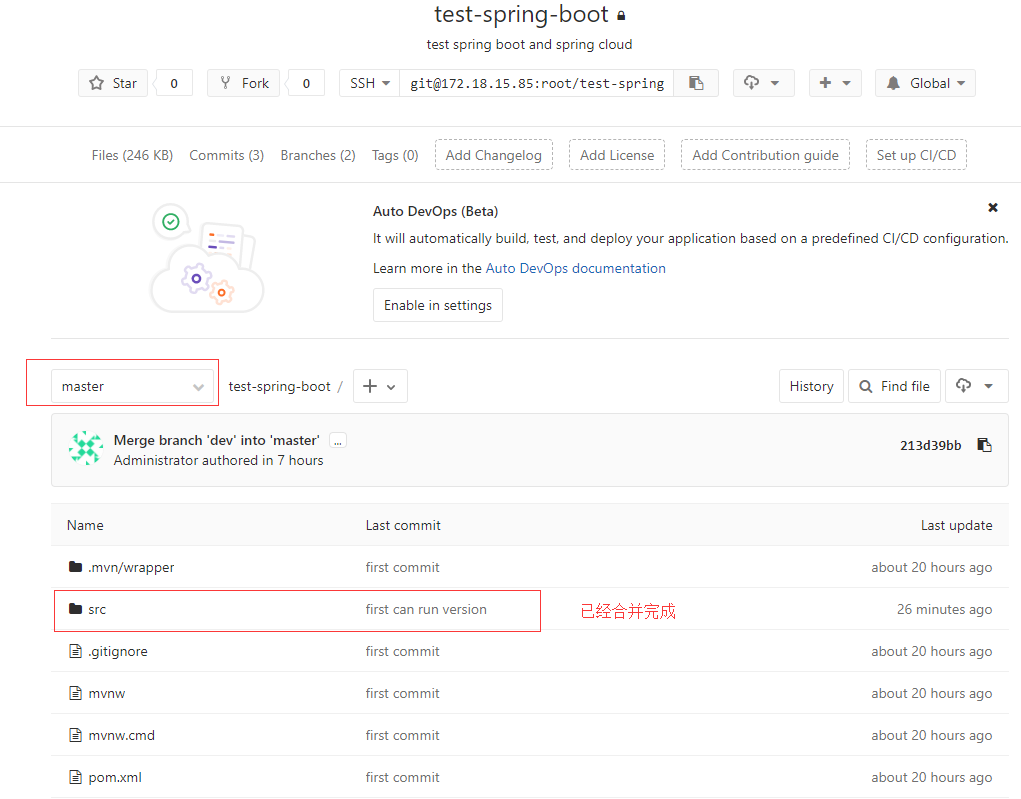 test-spring-boot
test spring boot and spring cloud
Star 0 Fork 0 SSH git@172.18.15.85:root/test-spring Global
Files (246 KB) Commits (3) Branches (2) Tags (0) Add Changelog Add License Add Contribution guide Set up CI/CD
Auto DevOps (Beta)
It will automatically build, test, and deploy your application based on a predefined CI/CD configuration.
Learn more in the Auto DevOps documentation
Enable in settings
master test-spring-boot / History Find file
Merge branch 'dev' into 'master' ...
Administrator authored in 7 hours
213d39bb
Name Last commit Last update
.mvn/wrapper first commit about 20 hours ago
src first can run version 已经合并完成 26 minutes ago
.gitignore first commit about 20 hours ago
mvnw first commit about 20 hours ago
mvnw.cmd first commit about 20 hours ago
pom.xml first commit about 20 hours ago